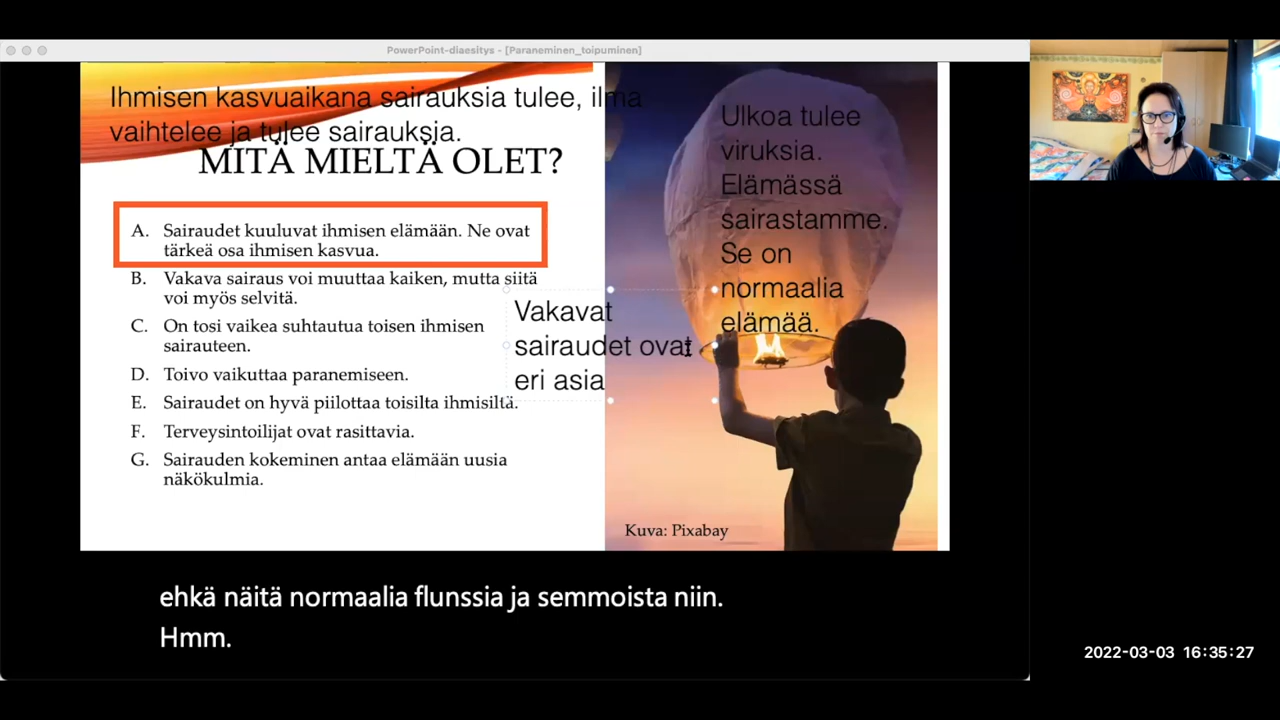 PowerPoint-diaesitys - [Paraneminen_toipuminen]
Ihmisen kasvuaikana sairauksia tulee, ilma
vaihtelee ja tulee sairauksia.
MITÄ MIELTÄ OLET?
A. Sairaudet kuuluvat ihmisen elämään. Ne ovat
tärkeä osa ihmisen kasvua.
B. Vakava sairaus voi muuttaa kaiken, mutta siitä
voi myös selvitä.
C. On tosi vaikea suhtautua toisen ihmisen
sairauteen.
D. Toivo vaikuttaa paranemiseen.
E. Sairaudet on hyvä piilottaa toisilta ihmisiltä.
F. Terveysintoilijat ovat rasittavia.
G. Sairauden kokeminen antaa elämään uusia
näkökulmia.
Vakavat
sairaudet ovat
eri asia
Ulkoa tulee
viruksia.
Elämässä
sairastamme.
Se on
normaalia
elämää.
Kuva: Pixabay
ehkä näitä normaalia flunssia ja semmoista niin.
Hmm.
2022-03-03 16:35:27